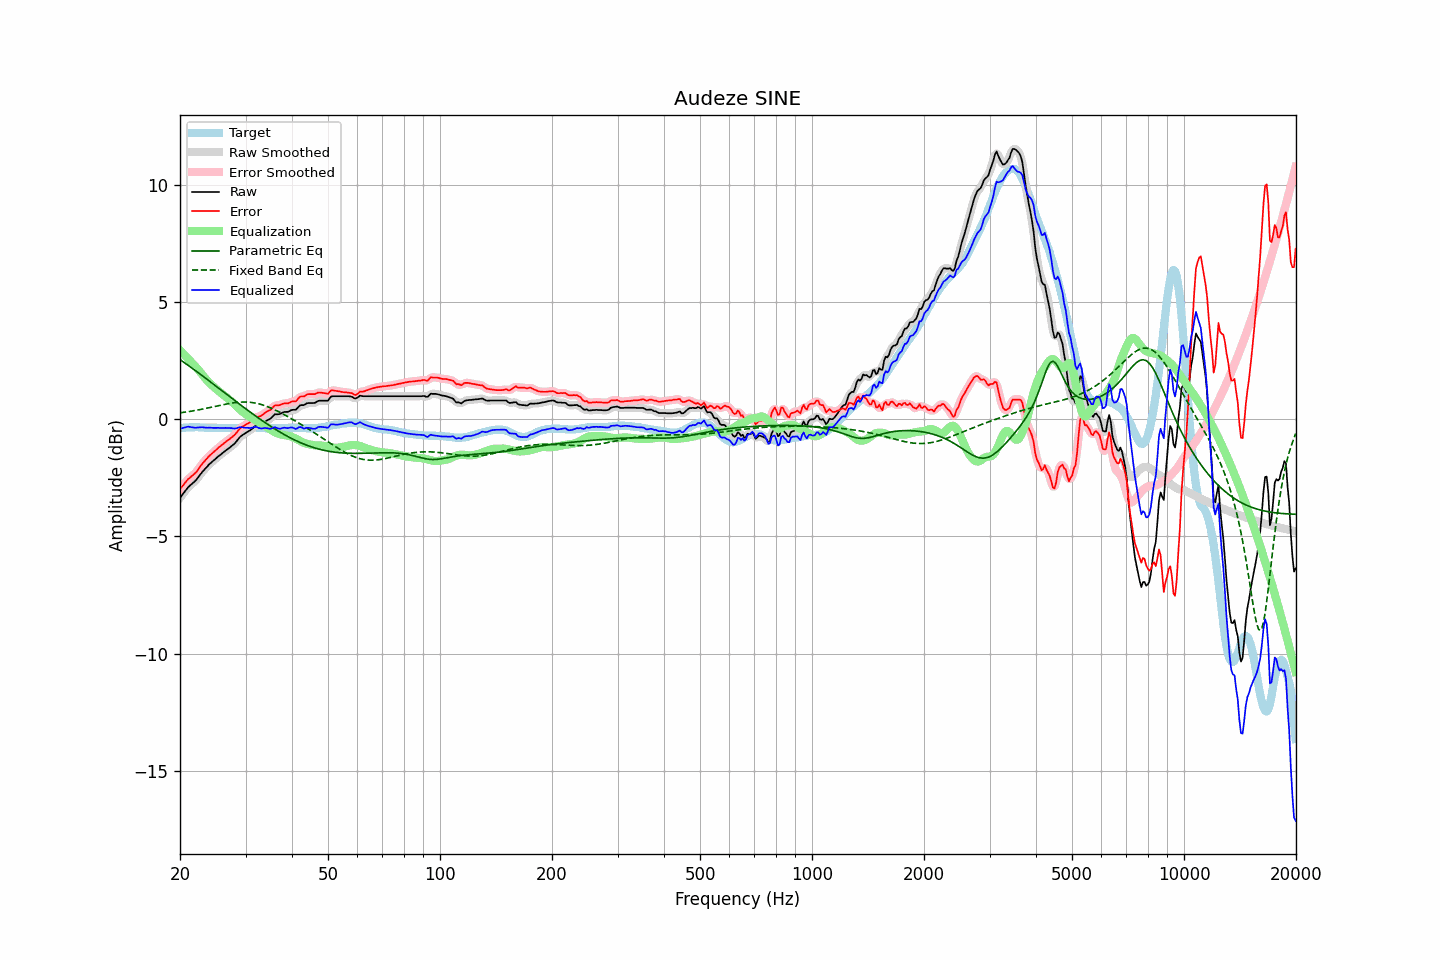 Audeze SINE
Target
Raw Smoothed
Error Smoothed
Raw
Error
Equalization
Parametric Eq
Fixed Band Eq
Equalized
10
5
0
−5
−10
−15
Amplitude (dBr)
20
50
100
200
500
1000
2000
5000
10000
20000
Frequency (Hz)